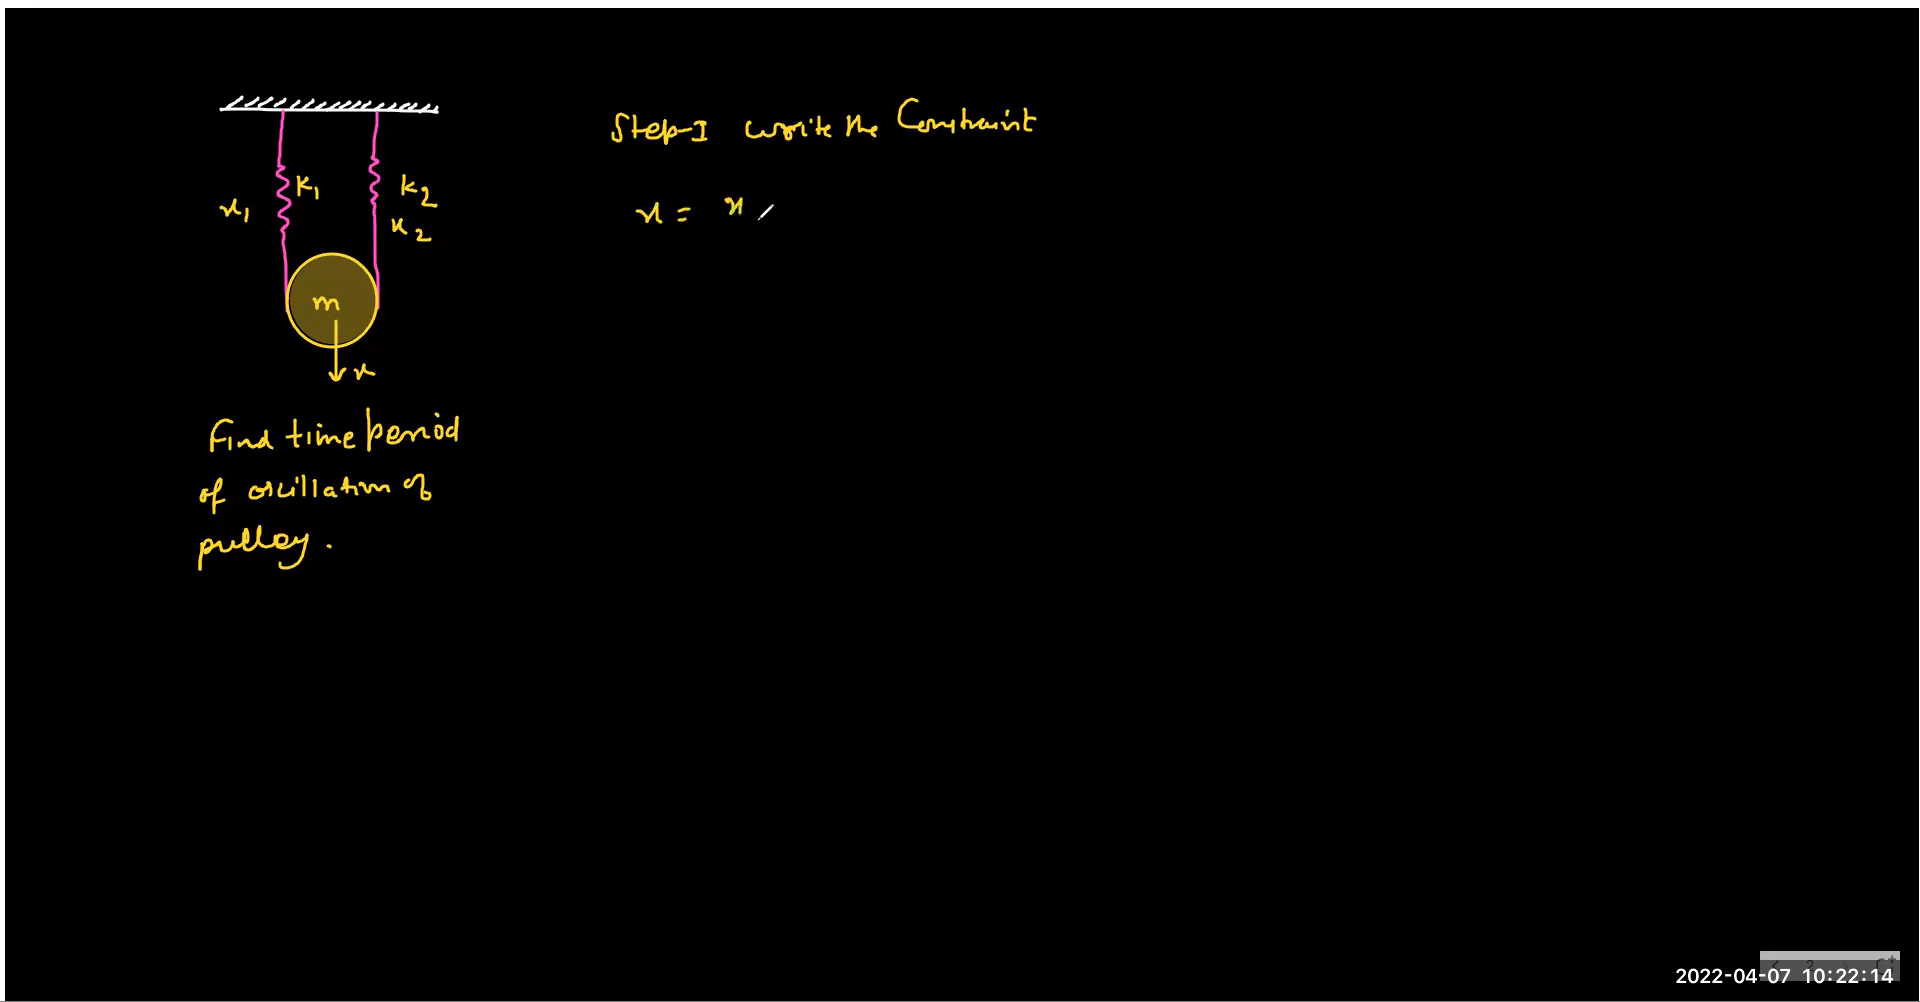 Step-I write the Constraint
K₁
k₂
x₁
x₂
x = x
m
x
Find time period
of oscillation of
pulley.
2022-04-07 10:22:14